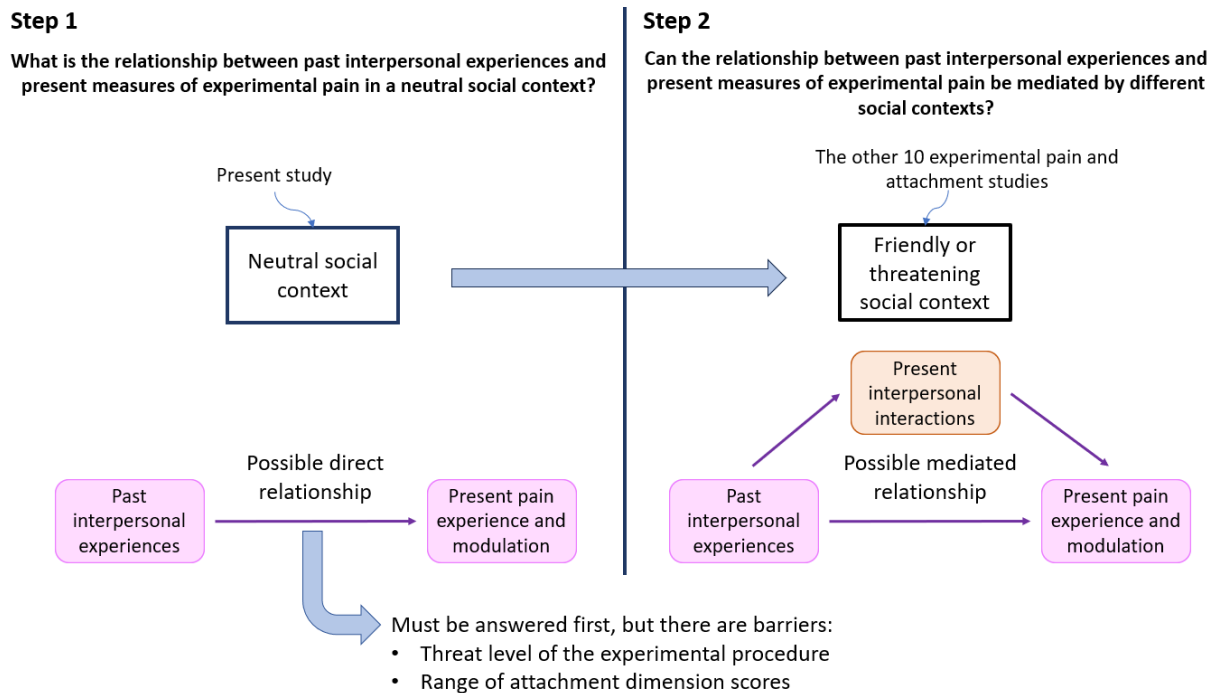 Step 1
What is the relationship between past interpersonal experiences and
present measures of experimental pain in a neutral social context?
Present study
Neutral social
context
Possible direct
relationship
Past
interpersonal
experiences
Present pain
experience and
modulation
Must be answered first, but there are barriers:
• Threat level of the experimental procedure
• Range of attachment dimension scores
Step 2
Can the relationship between past interpersonal experiences and
present measures of experimental pain be mediated by different
social contexts?
The other 10 experimental pain and
attachment studies
Friendly or
threatening
social context
Present
interpersonal
interactions
Possible mediated
relationship
Past
interpersonal
experiences
Present pain
experience and
modulation